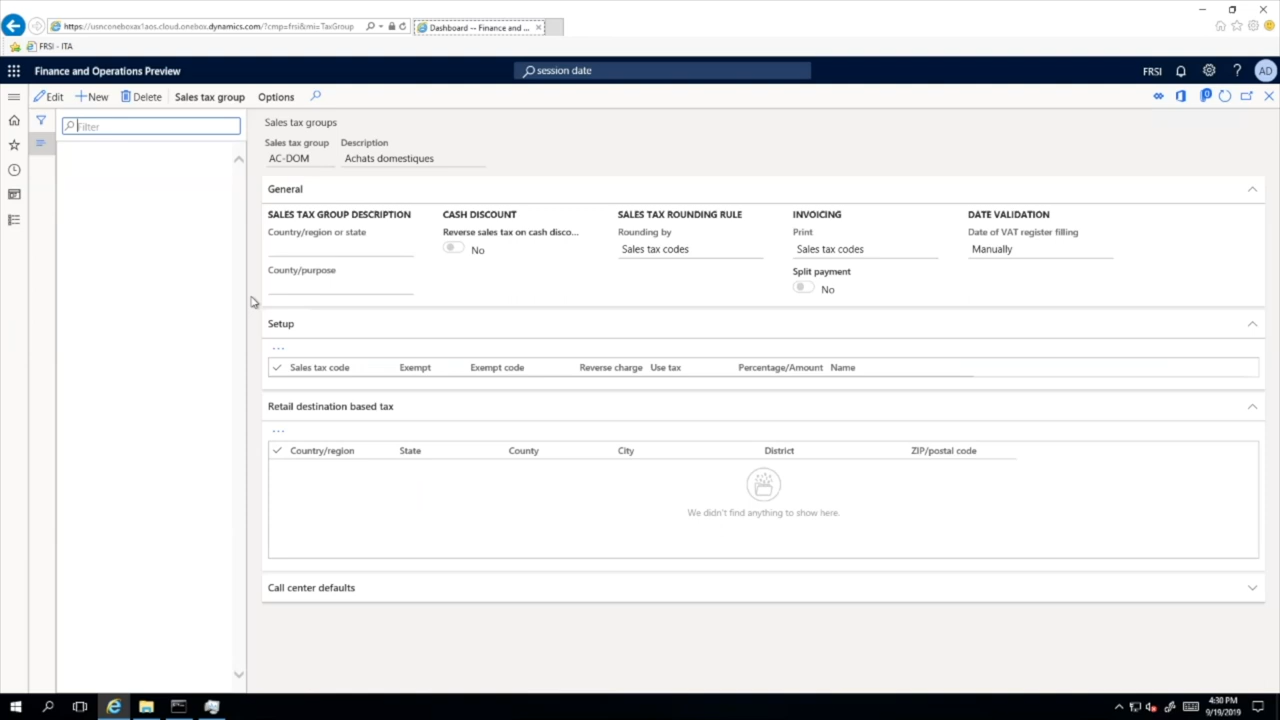 https://usnconeboxax1aos.cloud.onebox.dynamics.com/?cmp=frsi&mi=TaxGroup
Dashboard -- Finance and ...
FRSI - ITA
Finance and Operations Preview
session date
FRSI
AD
Edit
New
Delete
Sales tax group
Options
0
Filter
Sales tax groups
Sales tax group
Description
AC-DOM
Achats domestiques
General
SALES TAX GROUP DESCRIPTION
CASH DISCOUNT
SALES TAX ROUNDING RULE
INVOICING
DATE VALIDATION
Country/region or state
Reverse sales tax on cash disco...
Rounding by
Print
Date of VAT register filling
No
Sales tax codes
Sales tax codes
Manually
County/purpose
Split payment
No
Setup
...
Sales tax code
Exempt
Exempt code
Reverse charge
Use tax
Percentage/Amount
Name
Retail destination based tax
...
Country/region
State
County
City
District
ZIP/postal code
We didn't find anything to show here.
Call center defaults
4:30 PM
9/19/2019